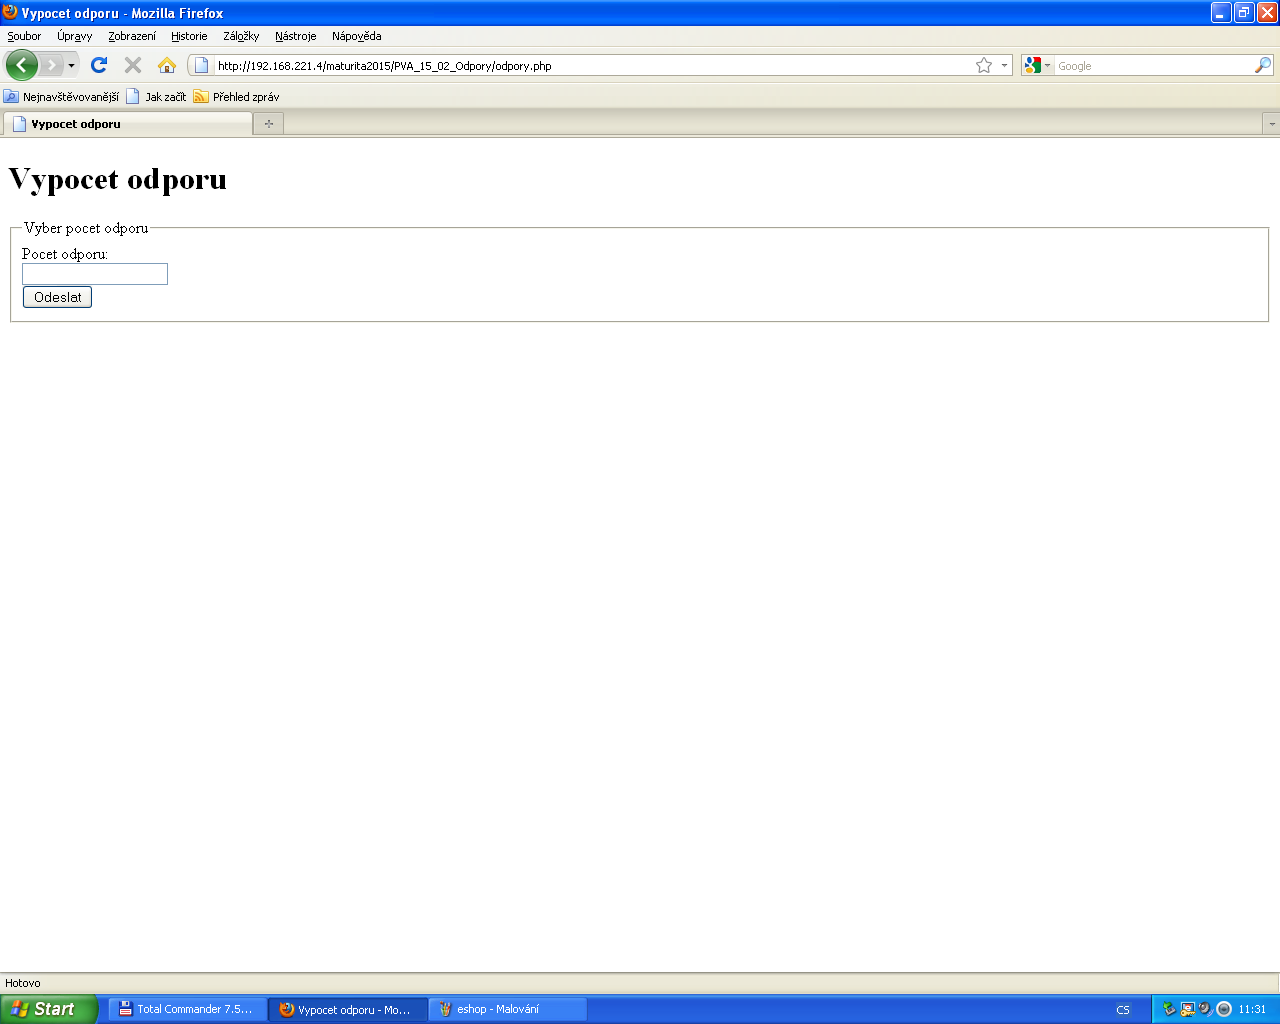 Vypocet odporu - Mozilla Firefox
Soubor Úpravy Zobrazení Historie Záložky Nástroje Nápověda
http://192.168.221.4/maturita2015/PVA_15_02_Odpory/odpory.php Google
Nejnavštěvovanější Jak začít Přehled zpráv
Vypocet odporu
Vypocet odporu
Vyber pocet odporu
Pocet odporu:
Odeslat
Hotovo
Start Total Commander 7.5... Vypocet odporu - Mo... eshop - Malování CS 11:31